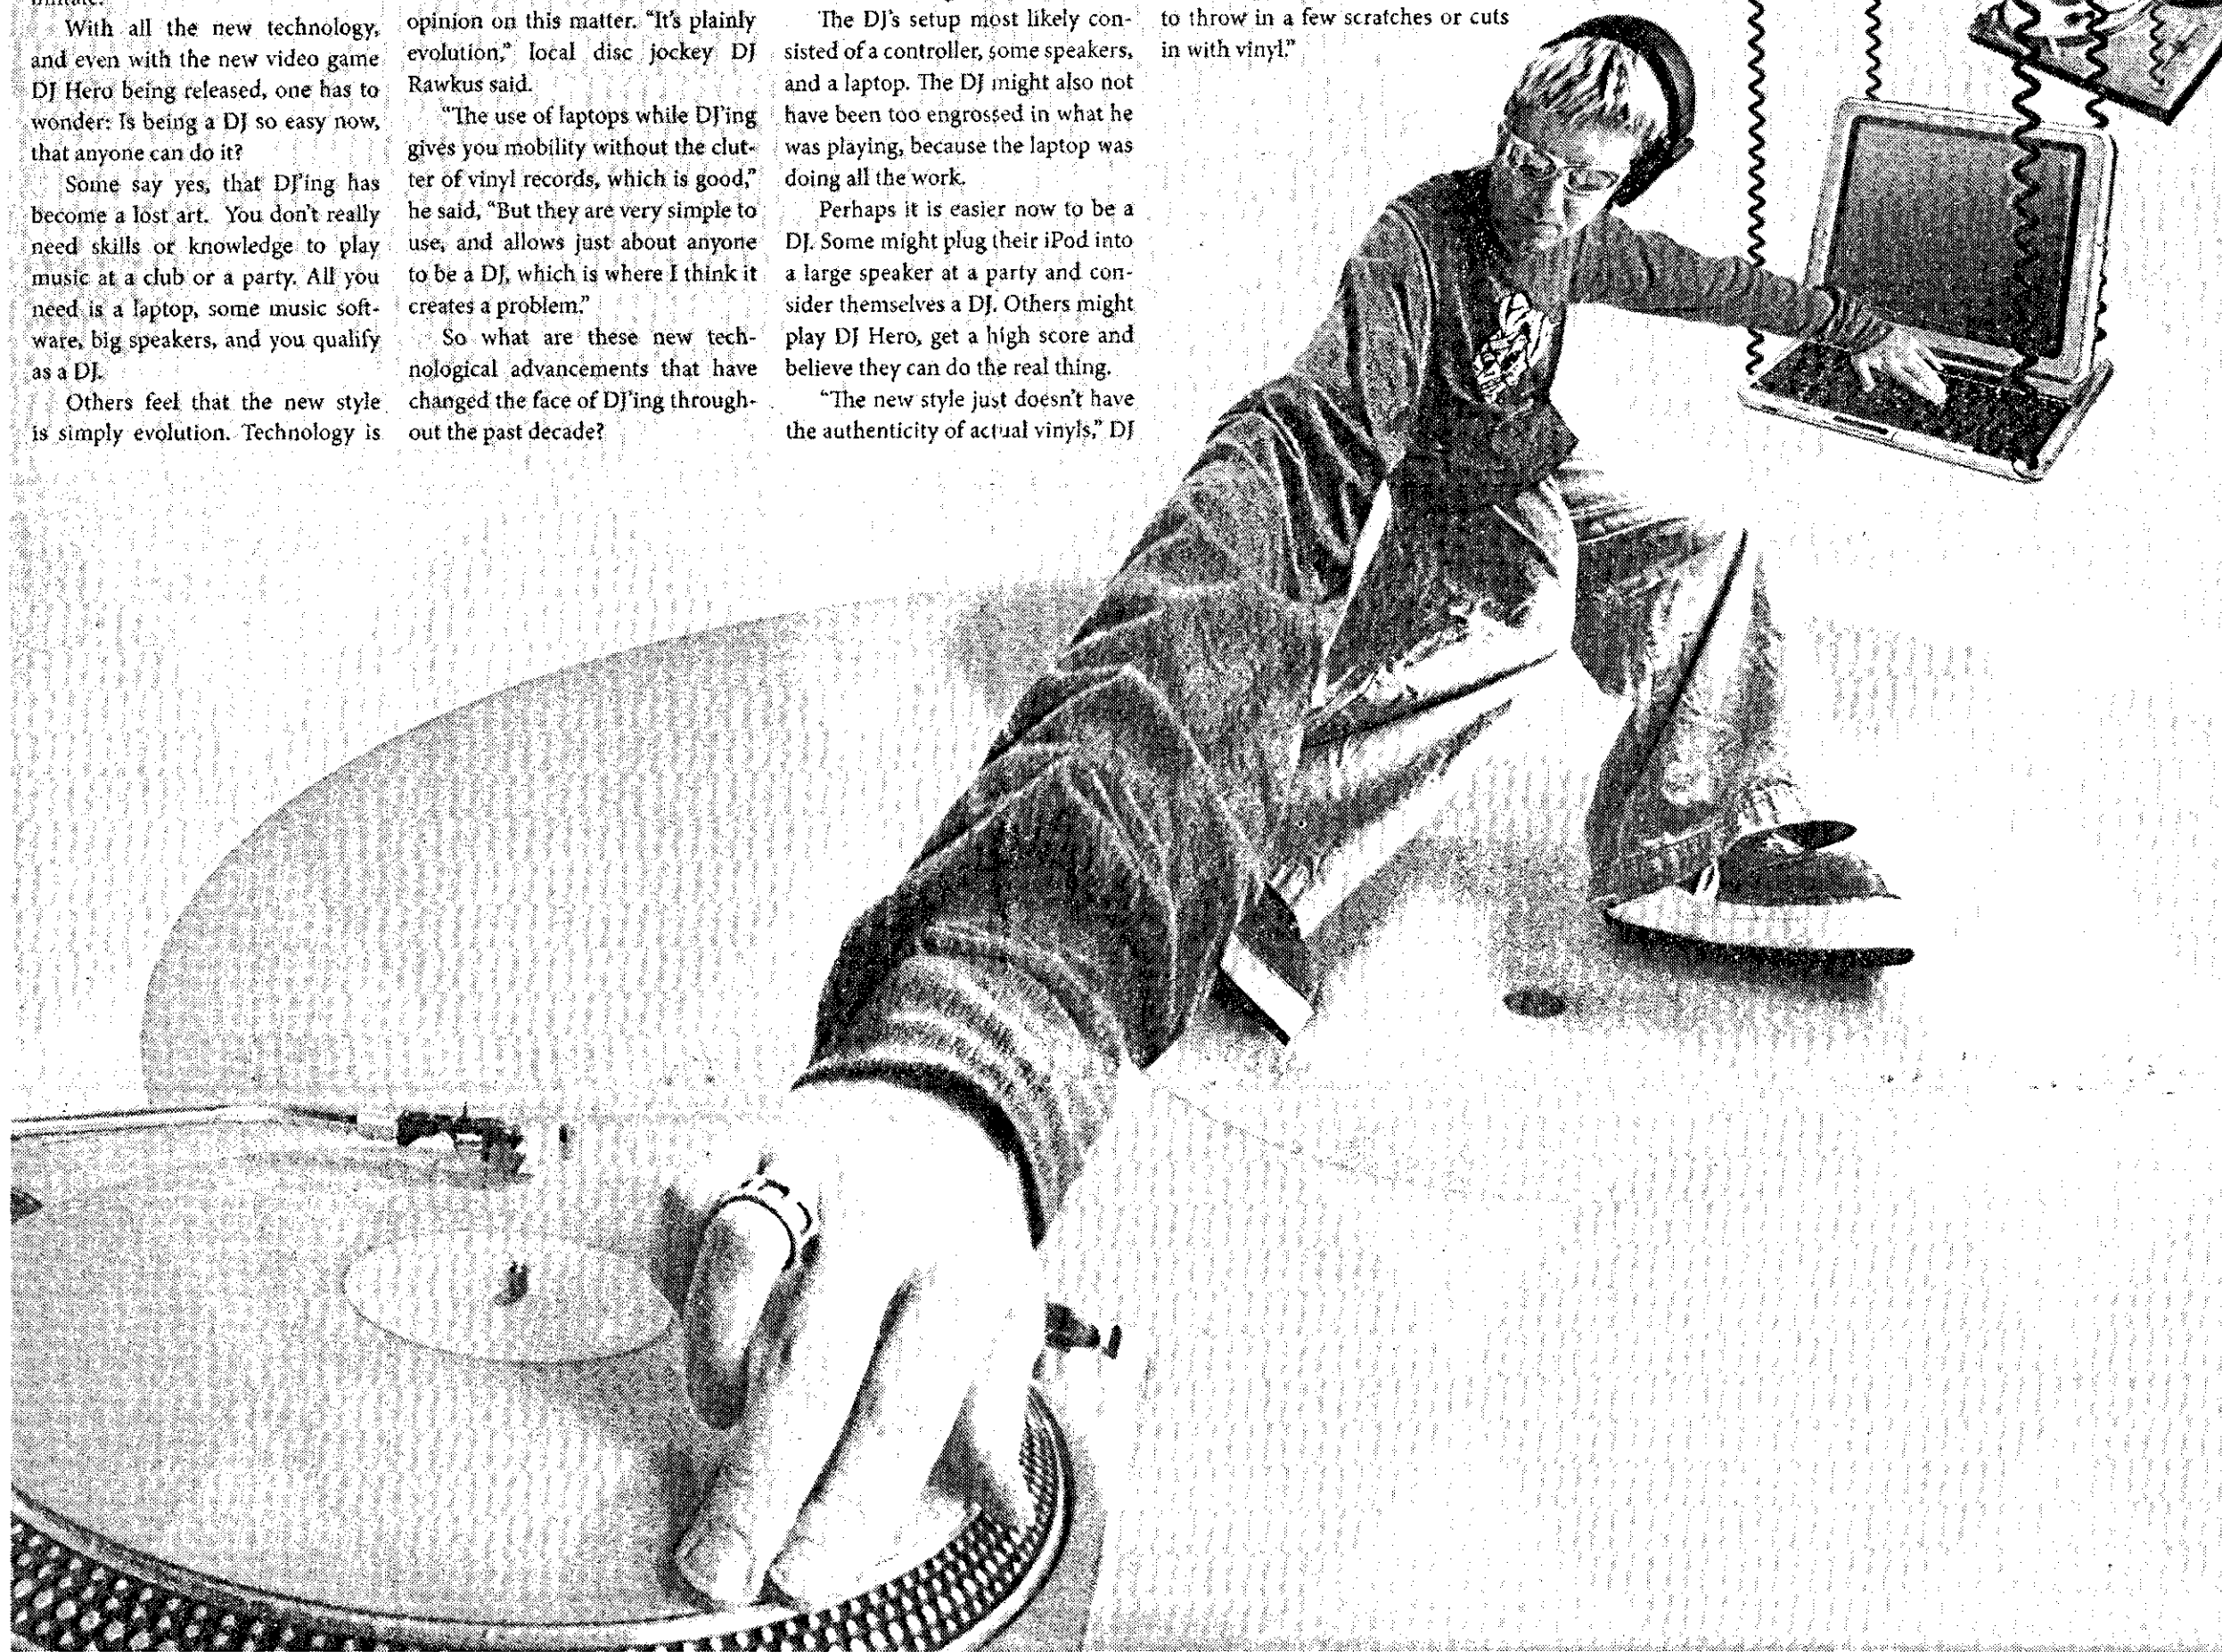 With all the new technology,
and even with the new video game
DJ Hero being released, one has to
wonder: Is being a DJ so easy now,
that anyone can do it?
Some say yes, that DJ'ing has
become a lost art. You don't really
need skills or knowledge to play
music at a club or a party. All you
need is a laptop, some music soft-
ware, big speakers, and you qualify
as a DJ.
Others feel that the new style
is simply evolution. Technology is
opinion on this matter. “It's plainly
evolution,” local disc jockey DJ
Rawkus said.
“The use of laptops while DJ'ing
gives you mobility without the clut-
ter of vinyl records, which is good,”
he said, “But they are very simple to
use, and allows just about anyone
to be a DJ, which is where I think it
creates a problem.”
So what are these new tech-
nological advancements that have
changed the face of DJ'ing through-
out the past decade?
The DJ's setup most likely con-
sisted of a controller, some speakers,
and a laptop. The DJ might also not
have been too engrossed in what he
was playing, because the laptop was
doing all the work.
Perhaps it is easier now to be a
DJ. Some might plug their iPod into
a large speaker at a party and con-
sider themselves a DJ. Others might
play DJ Hero, get a high score and
believe they can do the real thing.
“The new style just doesn't have
the authenticity of actual vinyls,” DJ
to throw in a few scratches or cuts
in with vinyl.”